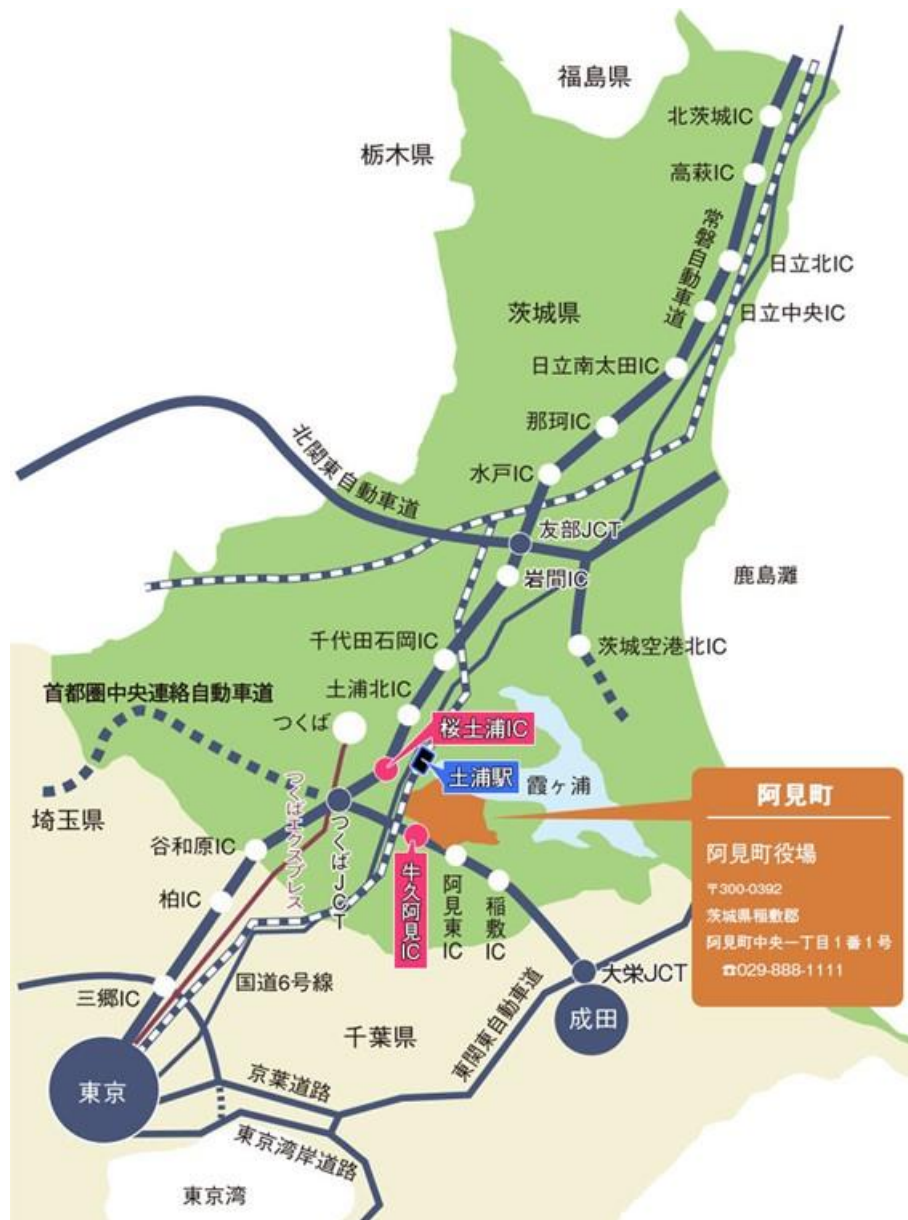 福島県
栃木県
北茨城IC
高萩IC
常磐自動車道
日立北IC
茨城県
日立中央IC
日立南太田IC
那珂IC
北関東自動車道
水戸IC
友部JCT
岩間IC
鹿島灘
千代田石岡IC
茨城空港北IC
首都圏中央連絡自動車道
土浦北IC
つくば
桜土浦IC
土浦駅
霞ヶ浦
阿見町
阿見町役場
〒300-0392
茨城県稲敷郡
阿見町中央一丁目1番1号
☎029-888-1111
埼玉県
つくばエクスプレス
つくばJCT
谷和原IC
牛久阿見IC
阿見東IC
稲敷IC
柏IC
国道6号線
大栄JCT
三郷IC
成田
千葉県
東関東自動車道
東京
京葉道路
東京湾岸道路
東京湾